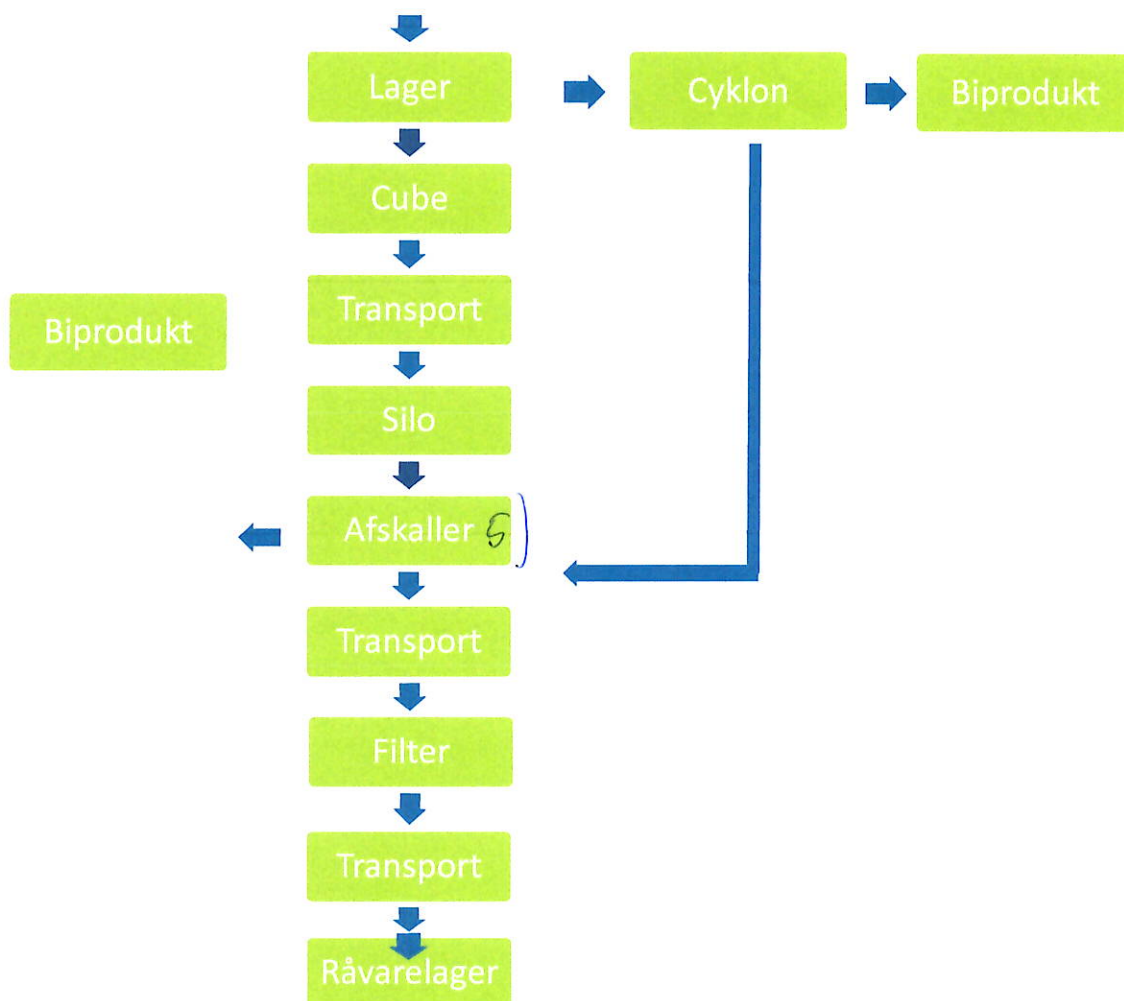 Lager
Cyklon
Biprodukt
Cube
Transport
Biprodukt
Silo
Afskaller 5
Transport
Filter
Transport
Råvarelager